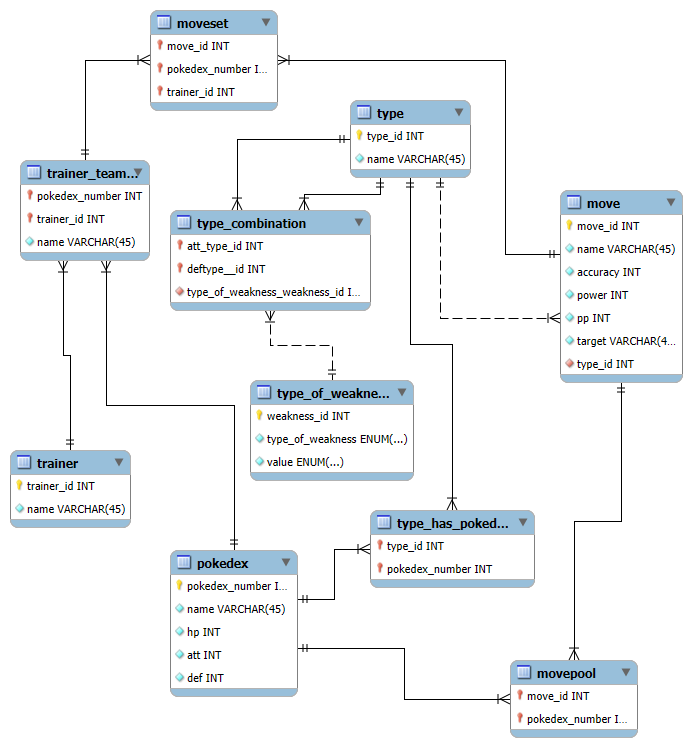 moveset
move_id INT
pokedex_number I...
trainer_id INT
type
type_id INT
name VARCHAR(45)
trainer_team...
pokedex_number INT
trainer_id INT
name VARCHAR(45)
type_combination
att_type_id INT
deftype__id INT
type_of_weakness_weakness_id I...
move
move_id INT
name VARCHAR(45)
accuracy INT
power INT
pp INT
target VARCHAR(4...
type_id INT
type_of_weakne...
weakness_id INT
type_of_weakness ENUM(...)
value ENUM(...)
trainer
trainer_id INT
name VARCHAR(45)
type_has_poked...
type_id INT
pokedex_number INT
pokedex
pokedex_number I...
name VARCHAR(45)
hp INT
att INT
def INT
movepool
move_id INT
pokedex_number I...